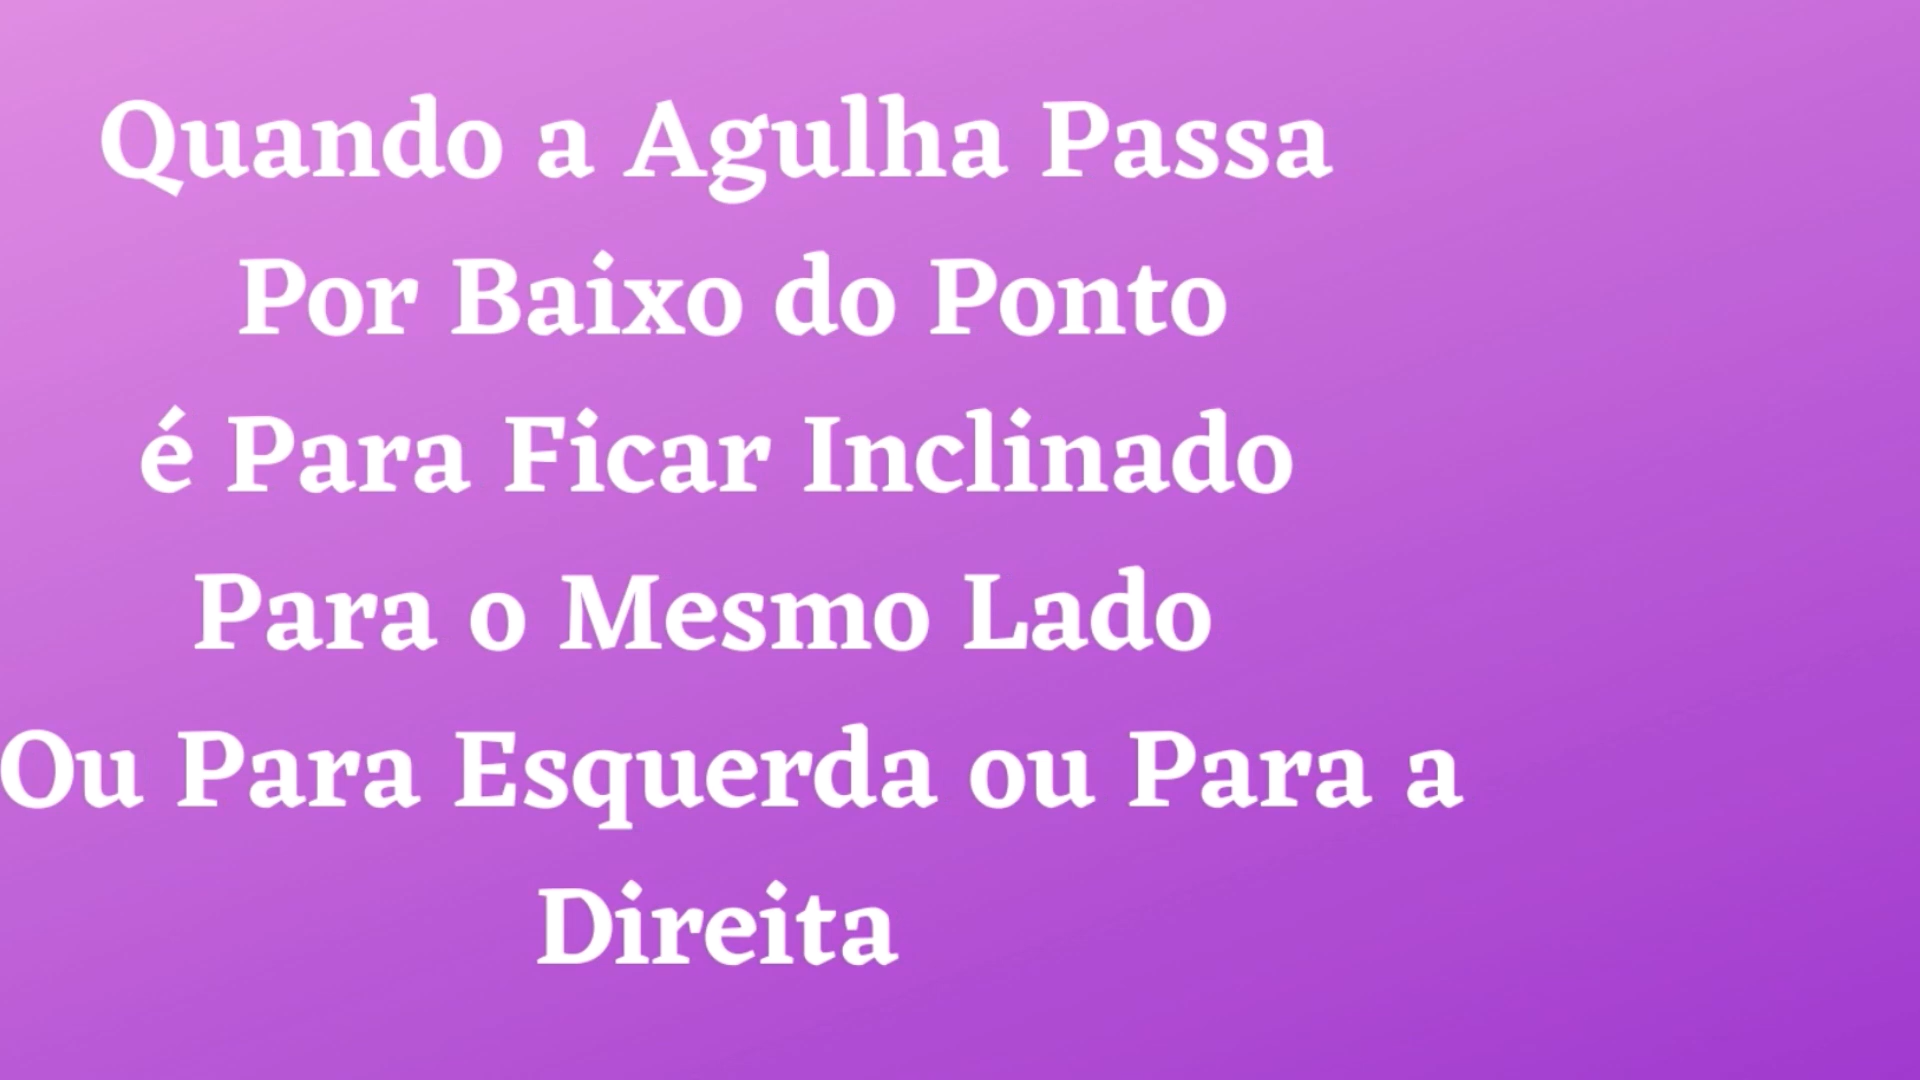 Quando a Agulha Passa
Por Baixo do Ponto
é Para Ficar Inclinado
Para o Mesmo Lado
Ou Para Esquerda ou Para a
Direita